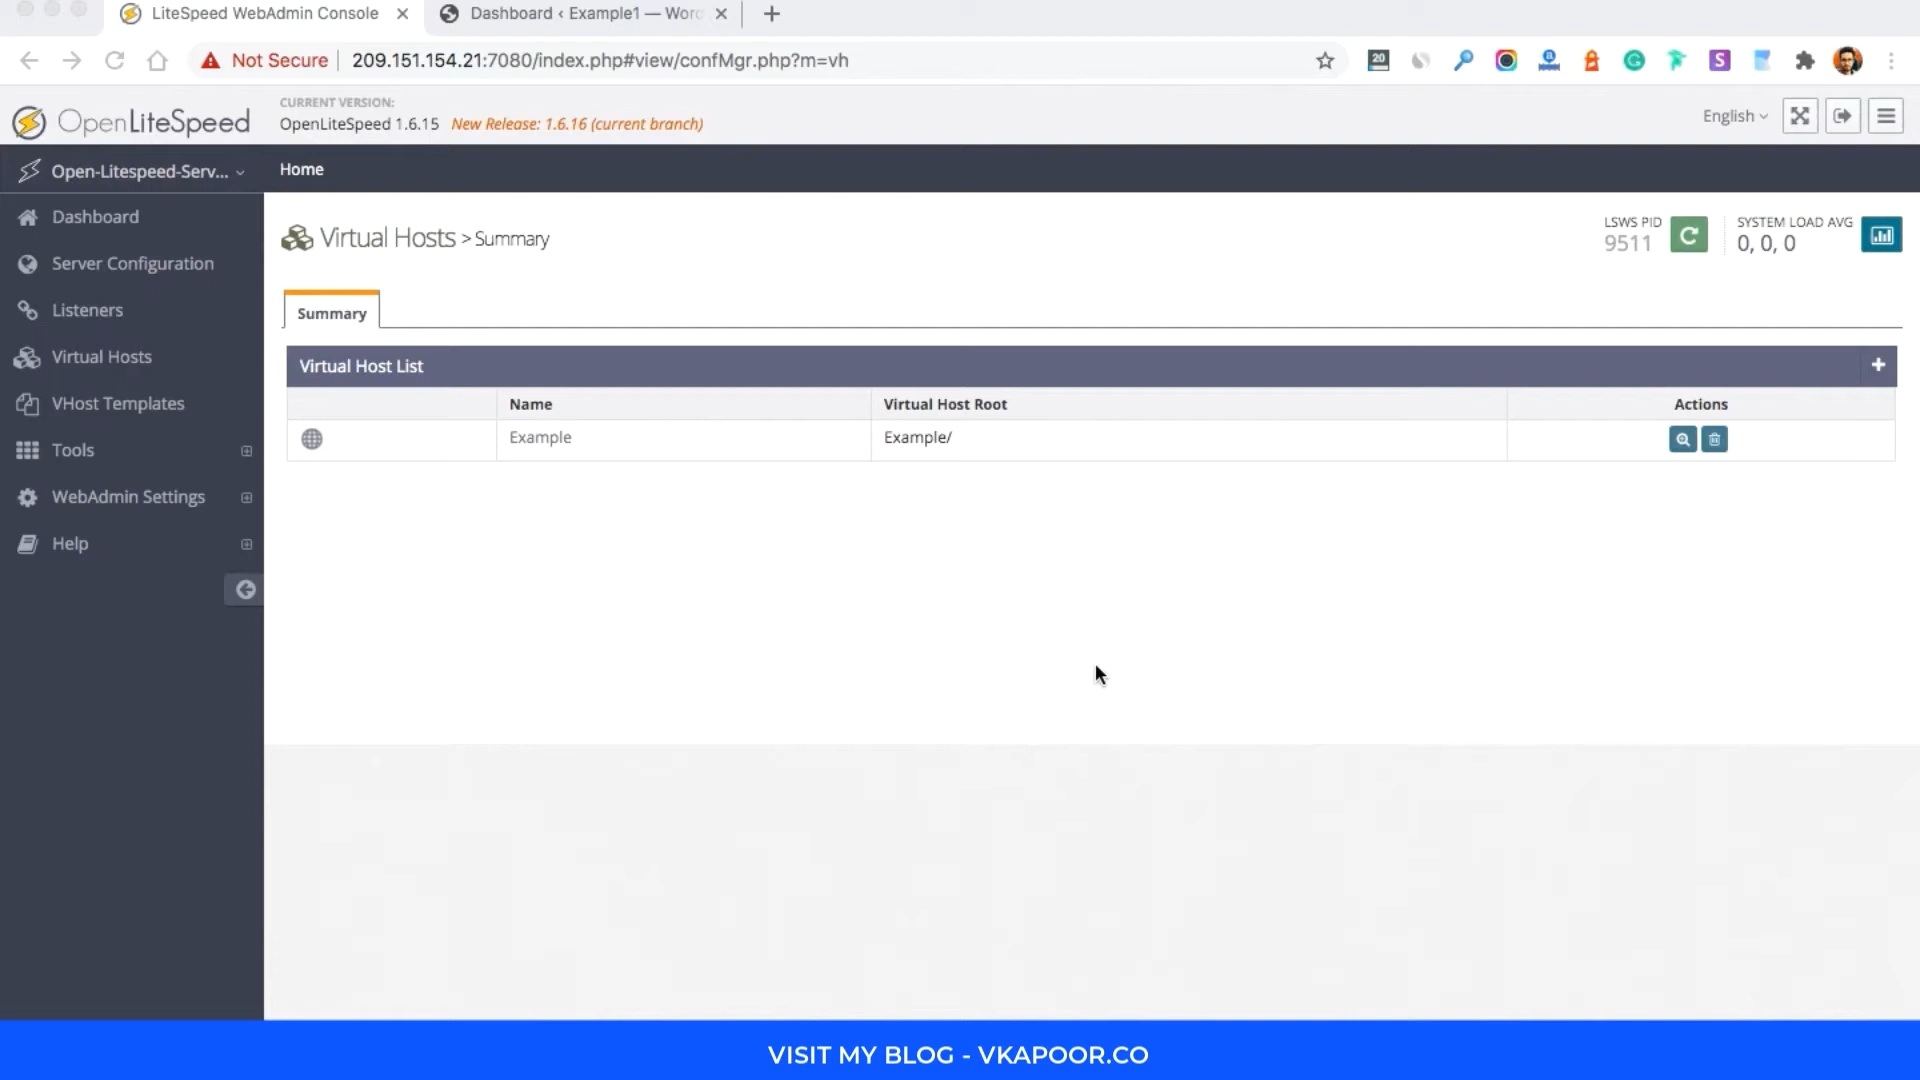 LiteSpeed WebAdmin Console
Dashboard ‹ Example1 — Word
Not Secure
209.151.154.21:7080/index.php#view/confMgr.php?m=vh
20
S
OpenLiteSpeed
CURRENT VERSION:
OpenLiteSpeed 1.6.15 New Release: 1.6.16 (current branch)
English
Open-Litespeed-Serv...
Home
Dashboard
Server Configuration
Listeners
Virtual Hosts
VHost Templates
Tools
WebAdmin Settings
Help
Virtual Hosts > Summary
LSWS PID
9511
SYSTEM LOAD AVG
0, 0, 0
Summary
Virtual Host List
Name Virtual Host Root Actions
Example Example/
VISIT MY BLOG - VKAPOOR.CO